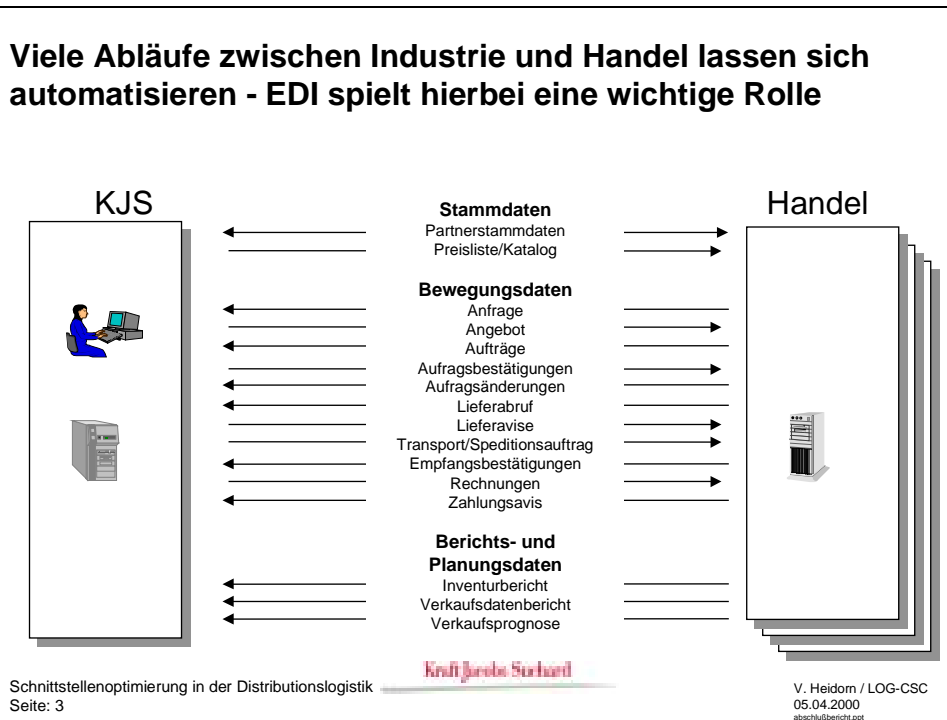 Viele Abläufe zwischen Industrie und Handel lassen sich
automatisieren - EDI spielt hierbei eine wichtige Rolle
KJS
Handel
Stammdaten
Partnerstammdaten
Preisliste/Katalog
Bewegungsdaten
Anfrage
Angebot
Aufträge
Aufragsbestätigungen
Aufragsänderungen
Lieferabruf
Lieferavise
Transport/Speditionsauftrag
Empfangsbestätigungen
Rechnungen
Zahlungsavis
Berichts- und
Planungsdaten
Inventurbericht
Verkaufsdatenbericht
Verkaufsprognose
Kraft Jacobs Suchard
Schnittstellenoptimierung in der Distributionslogistik
Seite: 3
V. Heidorn / LOG-CSC
05.04.2000
abschlußbericht.ppt